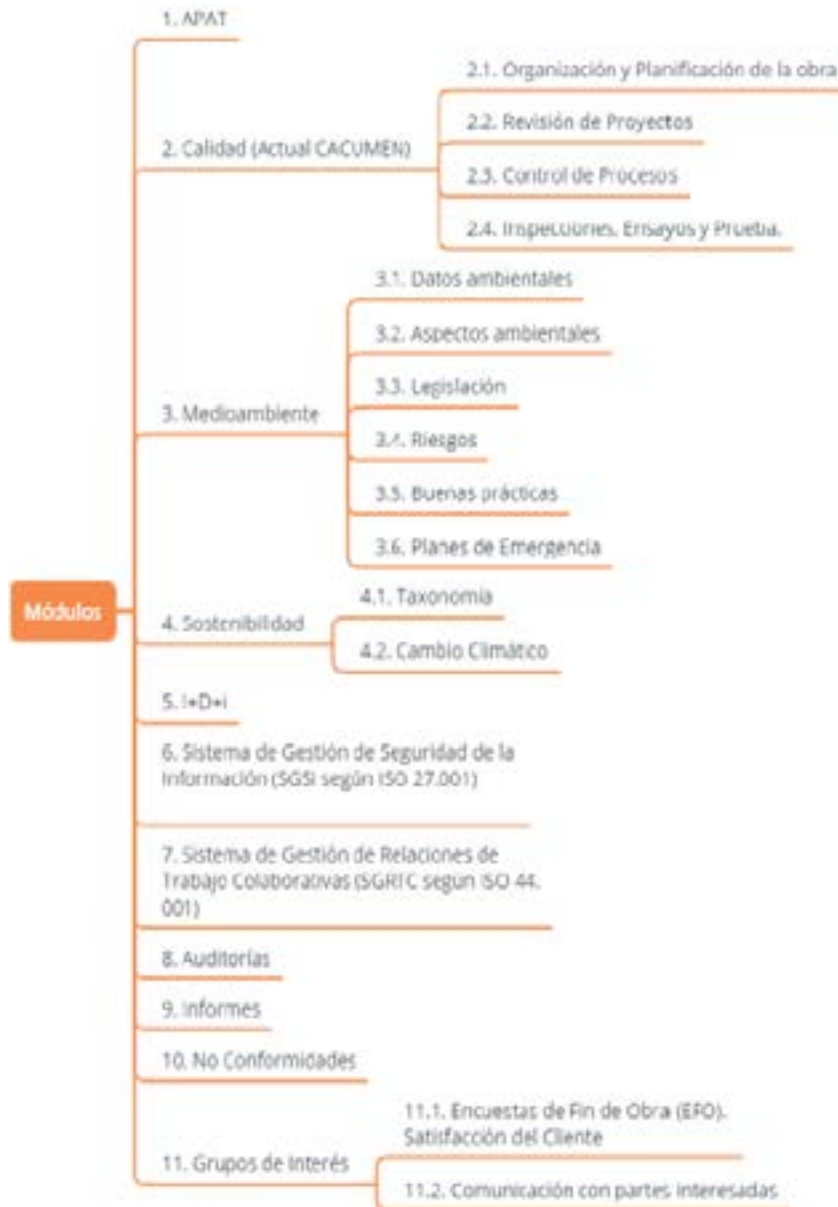 1. APAT
2.1. Organización y Planificación de la obra
2.2. Revisión de Proyectos
2. Calidad (Actual CACUMEN)
2.3. Control de Procesos
2.4. Inspecciones, Ensayos y Prueba.
3.1. Datos ambientales
3.2. Aspectos ambientales
3.3. Legislación
3. Medioambiente
3.4. Riesgos
3.5. Buenas prácticas
3.6. Planes de Emergencia
Módulos
4.1. Taxonomía
4. Sostenibilidad
4.2. Cambio Climático
5. I+D+i
6. Sistema de Gestión de Seguridad de la
Información (SGSI según ISO 27.001)
7. Sistema de Gestión de Relaciones de
Trabajo Colaborativas (SGRTC según ISO 44.
001)
8. Auditorías
9. Informes
10. No Conformidades
11.1. Encuestas de Fin de Obra (EFO).
Satisfacción del Cliente
11. Grupos de Interés
11.2. Comunicación con partes interesadas